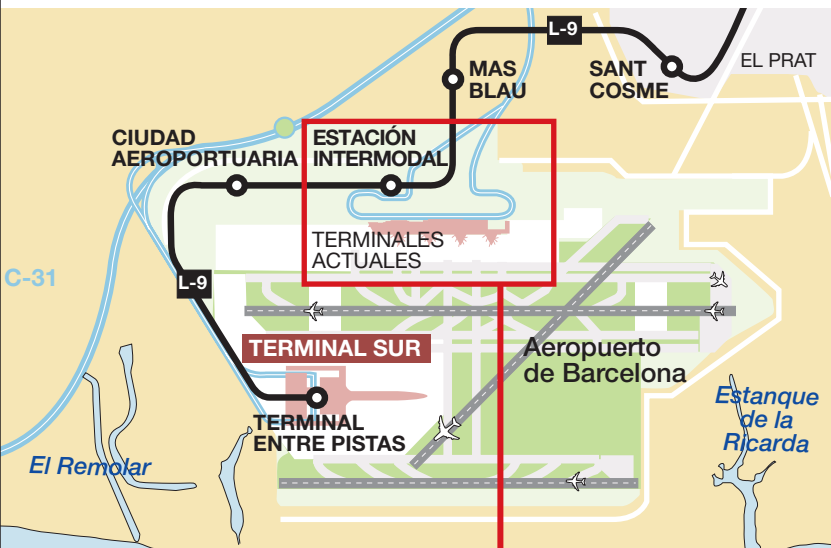 L-9
EL PRAT
MAS
BLAU
SANT
COSME
CIUDAD
AEROPORTUARIA
ESTACIÓN
INTERMODAL
TERMINALES
ACTUALES
C-31
L-9
TERMINAL SUR
Aeropuerto
de Barcelona
TERMINAL
ENTRE PISTAS
Estanque
de la
Ricarda
El Remolar